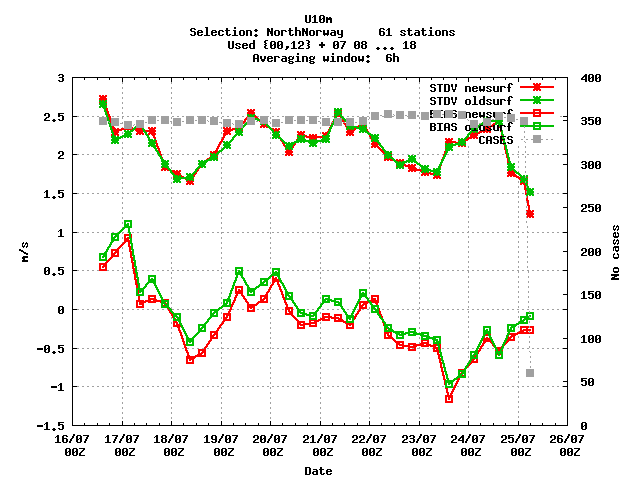 U10m
Selection: NorthNorway     61 stations
Used {00,12} + 07 08 ... 18
Averaging window:  6h
3 400
STDV newsurf
STDV oldsurf
2.5 350
BIAS newsurf
BIAS oldsurf
CASES
2 300
1.5
250
1
m/s No cases
0.5 200
150
0
100
-0.5
-1 50
-1.5 0
16/07 17/07 18/07 19/07 20/07 21/07 22/07 23/07 24/07 25/07 26/07
00Z 00Z 00Z 00Z 00Z 00Z 00Z 00Z 00Z 00Z 00Z
Date